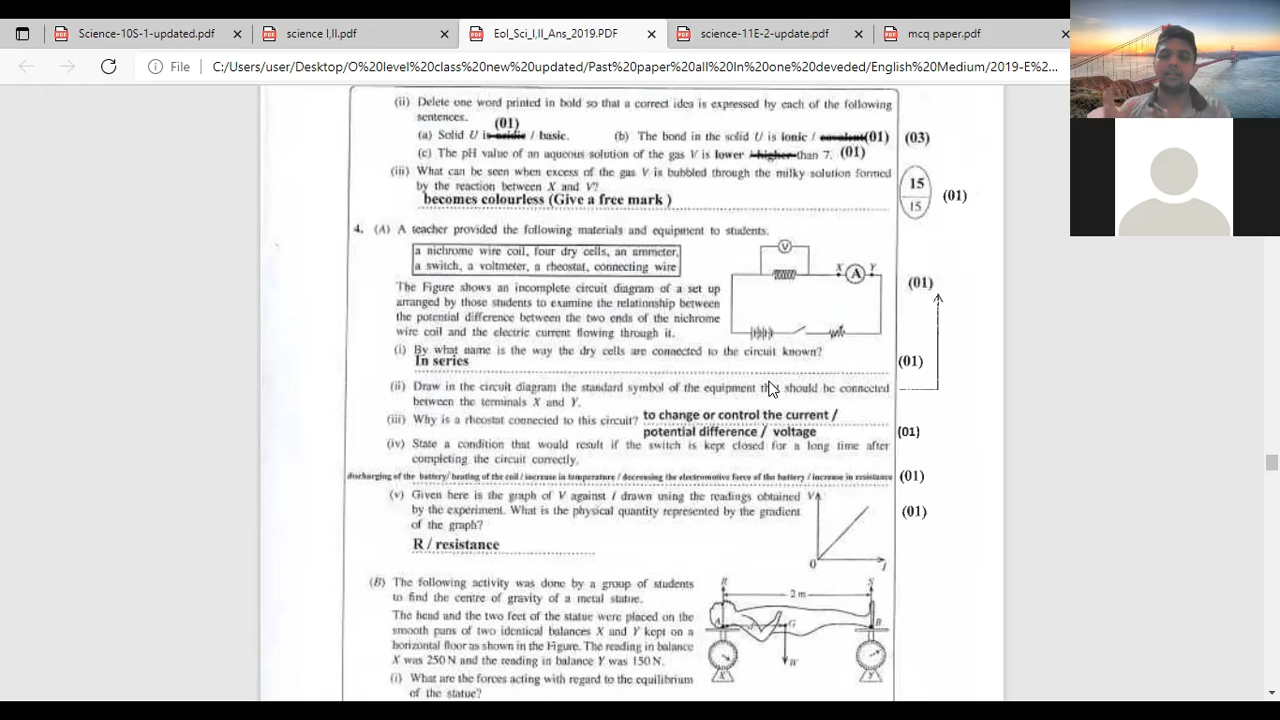 Science-10S-1-updated.pdf
science I,II.pdf
Eol_Sci_I,II_Ans_2019.PDF
science-11E-2-update.pdf
mcq paper.pdf
File C:/Users/user/Desktop/O%20level%20class%20new%20updated/Past%20paper%20all%20In%20one%20deveded/English%20Medium/2019-E%2...
(ii) Delete one word printed in bold so that a correct idea is expressed by each of the following
sentences.
(01)
(a) Solid U is acidic / basic. (b) The bond in the solid U is ionic / covalent (01) (03)
(c) The pH value of an aqueous solution of the gas V is lower / higher than 7. (01)
(iii) What can be seen when excess of the gas V is bubbled through the milky solution formed
by the reaction between X and V?
becomes colourless (Give a free mark )
15
15
(01)
4. (A) A teacher provided the following materials and equipment to students.
a nichrome wire coil, four dry cells, an ammeter,
a switch, a voltmeter, a rheostat, connecting wire
V
X A Y
(01)
The Figure shows an incomplete circuit diagram of a set up
arranged by those students to examine the relationship between
the potential difference between the two ends of the nichrome
wire coil and the electric current flowing through it.
(i) By what name is the way the dry cells are connected to the circuit known?
In series (01)
(ii) Draw in the circuit diagram the standard symbol of the equipment should be connected
between the terminals X and Y.
(iii) Why is a rheostat connected to this circuit? to change or control the current /
potential difference / voltage (01)
(iv) State a condition that would result if the switch is kept closed for a long time after
completing the circuit correctly.
discharging of the battery/ heating of the coil / increase in temperature / decreasing the electromotive force of the battery / increase in resistance (01)
(v) Given here is the graph of V against I drawn using the readings obtained
by the experiment. What is the physical quantity represented by the gradient
of the graph?
R / resistance
V
0
I
(01)
(B) The following activity was done by a group of students
to find the centre of gravity of a metal statue.
The head and the two feet of the statue were placed on the
smooth pans of two identical balances X and Y kept on a
horizontal floor as shown in the Figure. The reading in balance
X was 250 N and the reading in balance Y was 150 N.
(i) What are the forces acting with regard to the equilibrium
of the statue?
R
S
2 m
A
G
B
W
X
Y